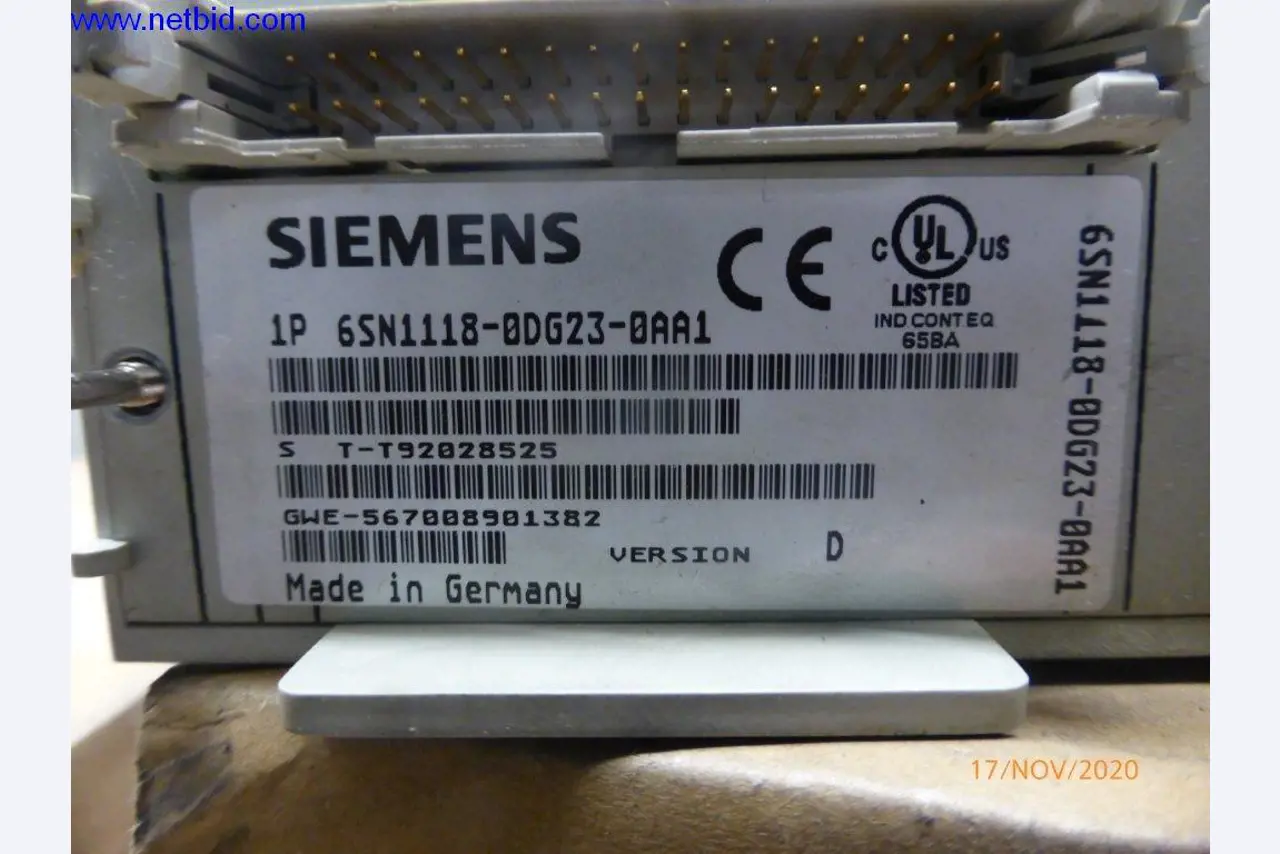 www.netbid.com
SIEMENS
CE
C UL US
LISTED
IND.CONT.EQ
65BA
1P 6SN1118-0DG23-0AA1
S T-T92028525
GWE-567008901382
VERSION D
Made in Germany
6SN1118-0DG23-0AA1
17/NOV/2020